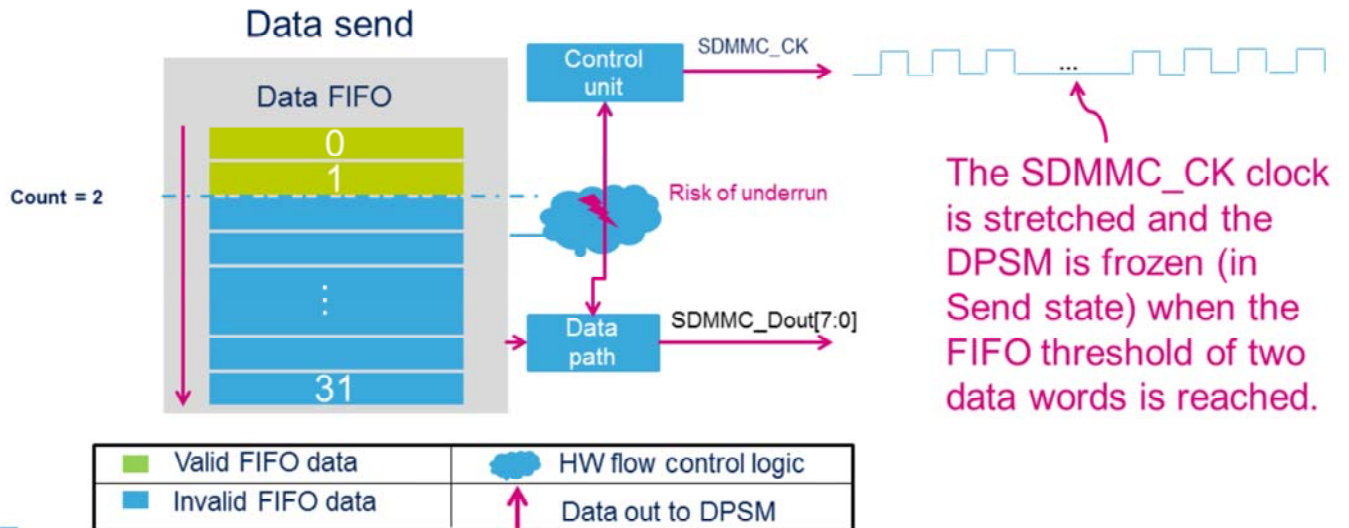 Data send
Data FIFO
0
1
⋮
31
Count = 2
Control
unit
SDMMC_CK
...
Risk of underrun
Data
path
SDMMC_Dout[7:0]
The SDMMC_CK clock
is stretched and the
DPSM is frozen (in
Send state) when the
FIFO threshold of two
data words is reached.
Valid FIFO data
HW flow control logic
Invalid FIFO data
Data out to DPSM